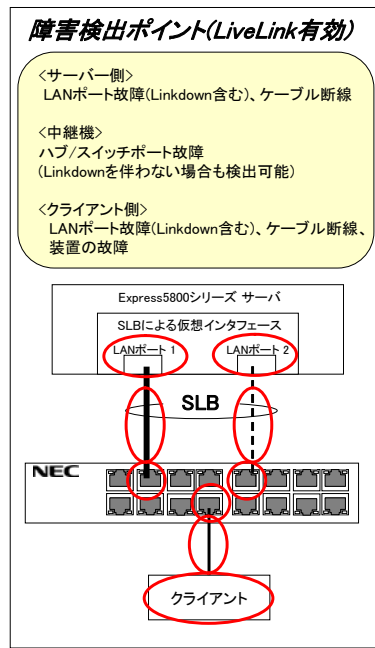 障害検出ポイント(LiveLink有効)
<サーバー側>
LANポート故障(Linkdown含む)、ケーブル断線
<中継機>
ハブ/スイッチポート故障
(Linkdownを伴わない場合も検出可能)
<クライアント側>
LANポート故障(Linkdown含む)、ケーブル断線、
装置の故障
Express5800シリーズ サーバ
SLBによる仮想インタフェース
LANポート 1
LANポート 2
SLB
NEC
クライアント